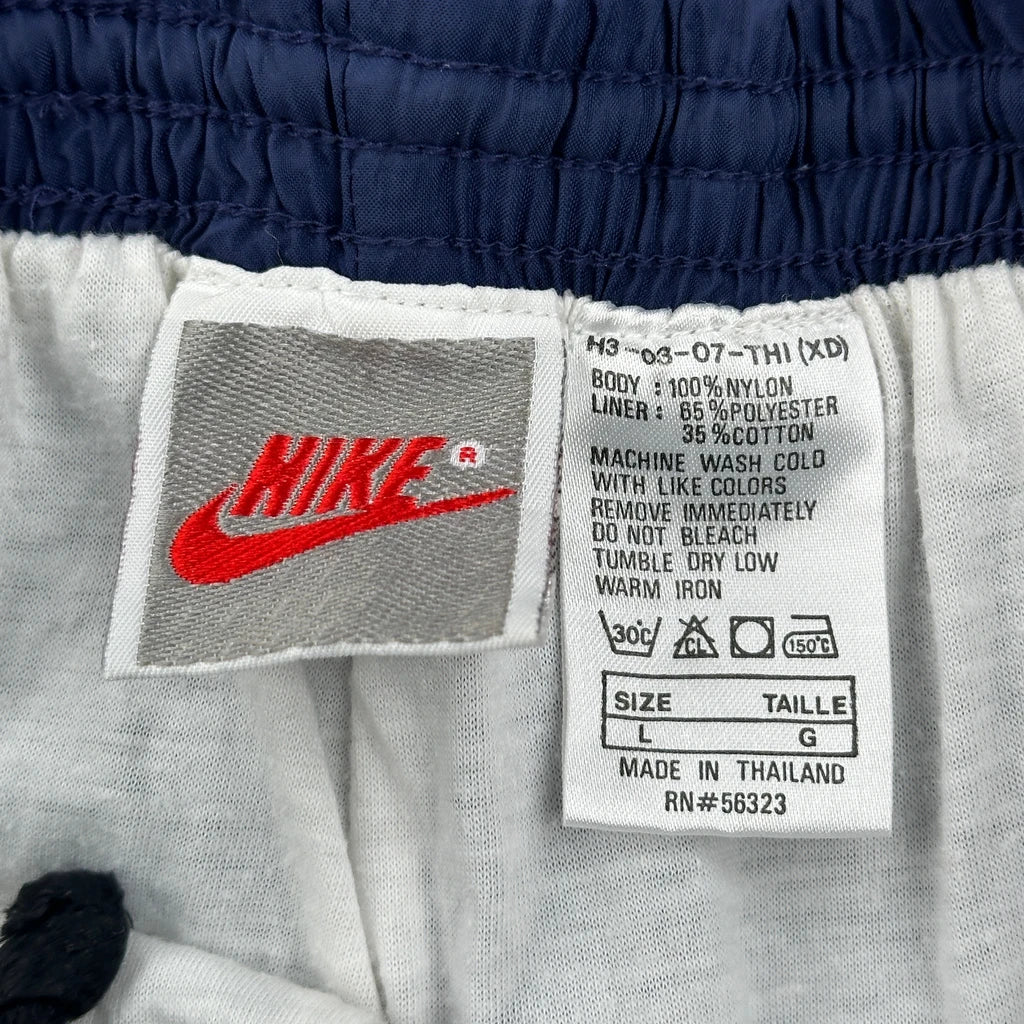 NIKE ®
H3-03-07-THI (XD)
BODY : 100% NYLON
LINER : 65% POLYESTER
35% COTTON
MACHINE WASH COLD
WITH LIKE COLORS
REMOVE IMMEDIATELY
DO NOT BLEACH
TUMBLE DRY LOW
WARM IRON
30°C CL 150°C
SIZE TAILLE
L G
MADE IN THAILAND
RN#56323